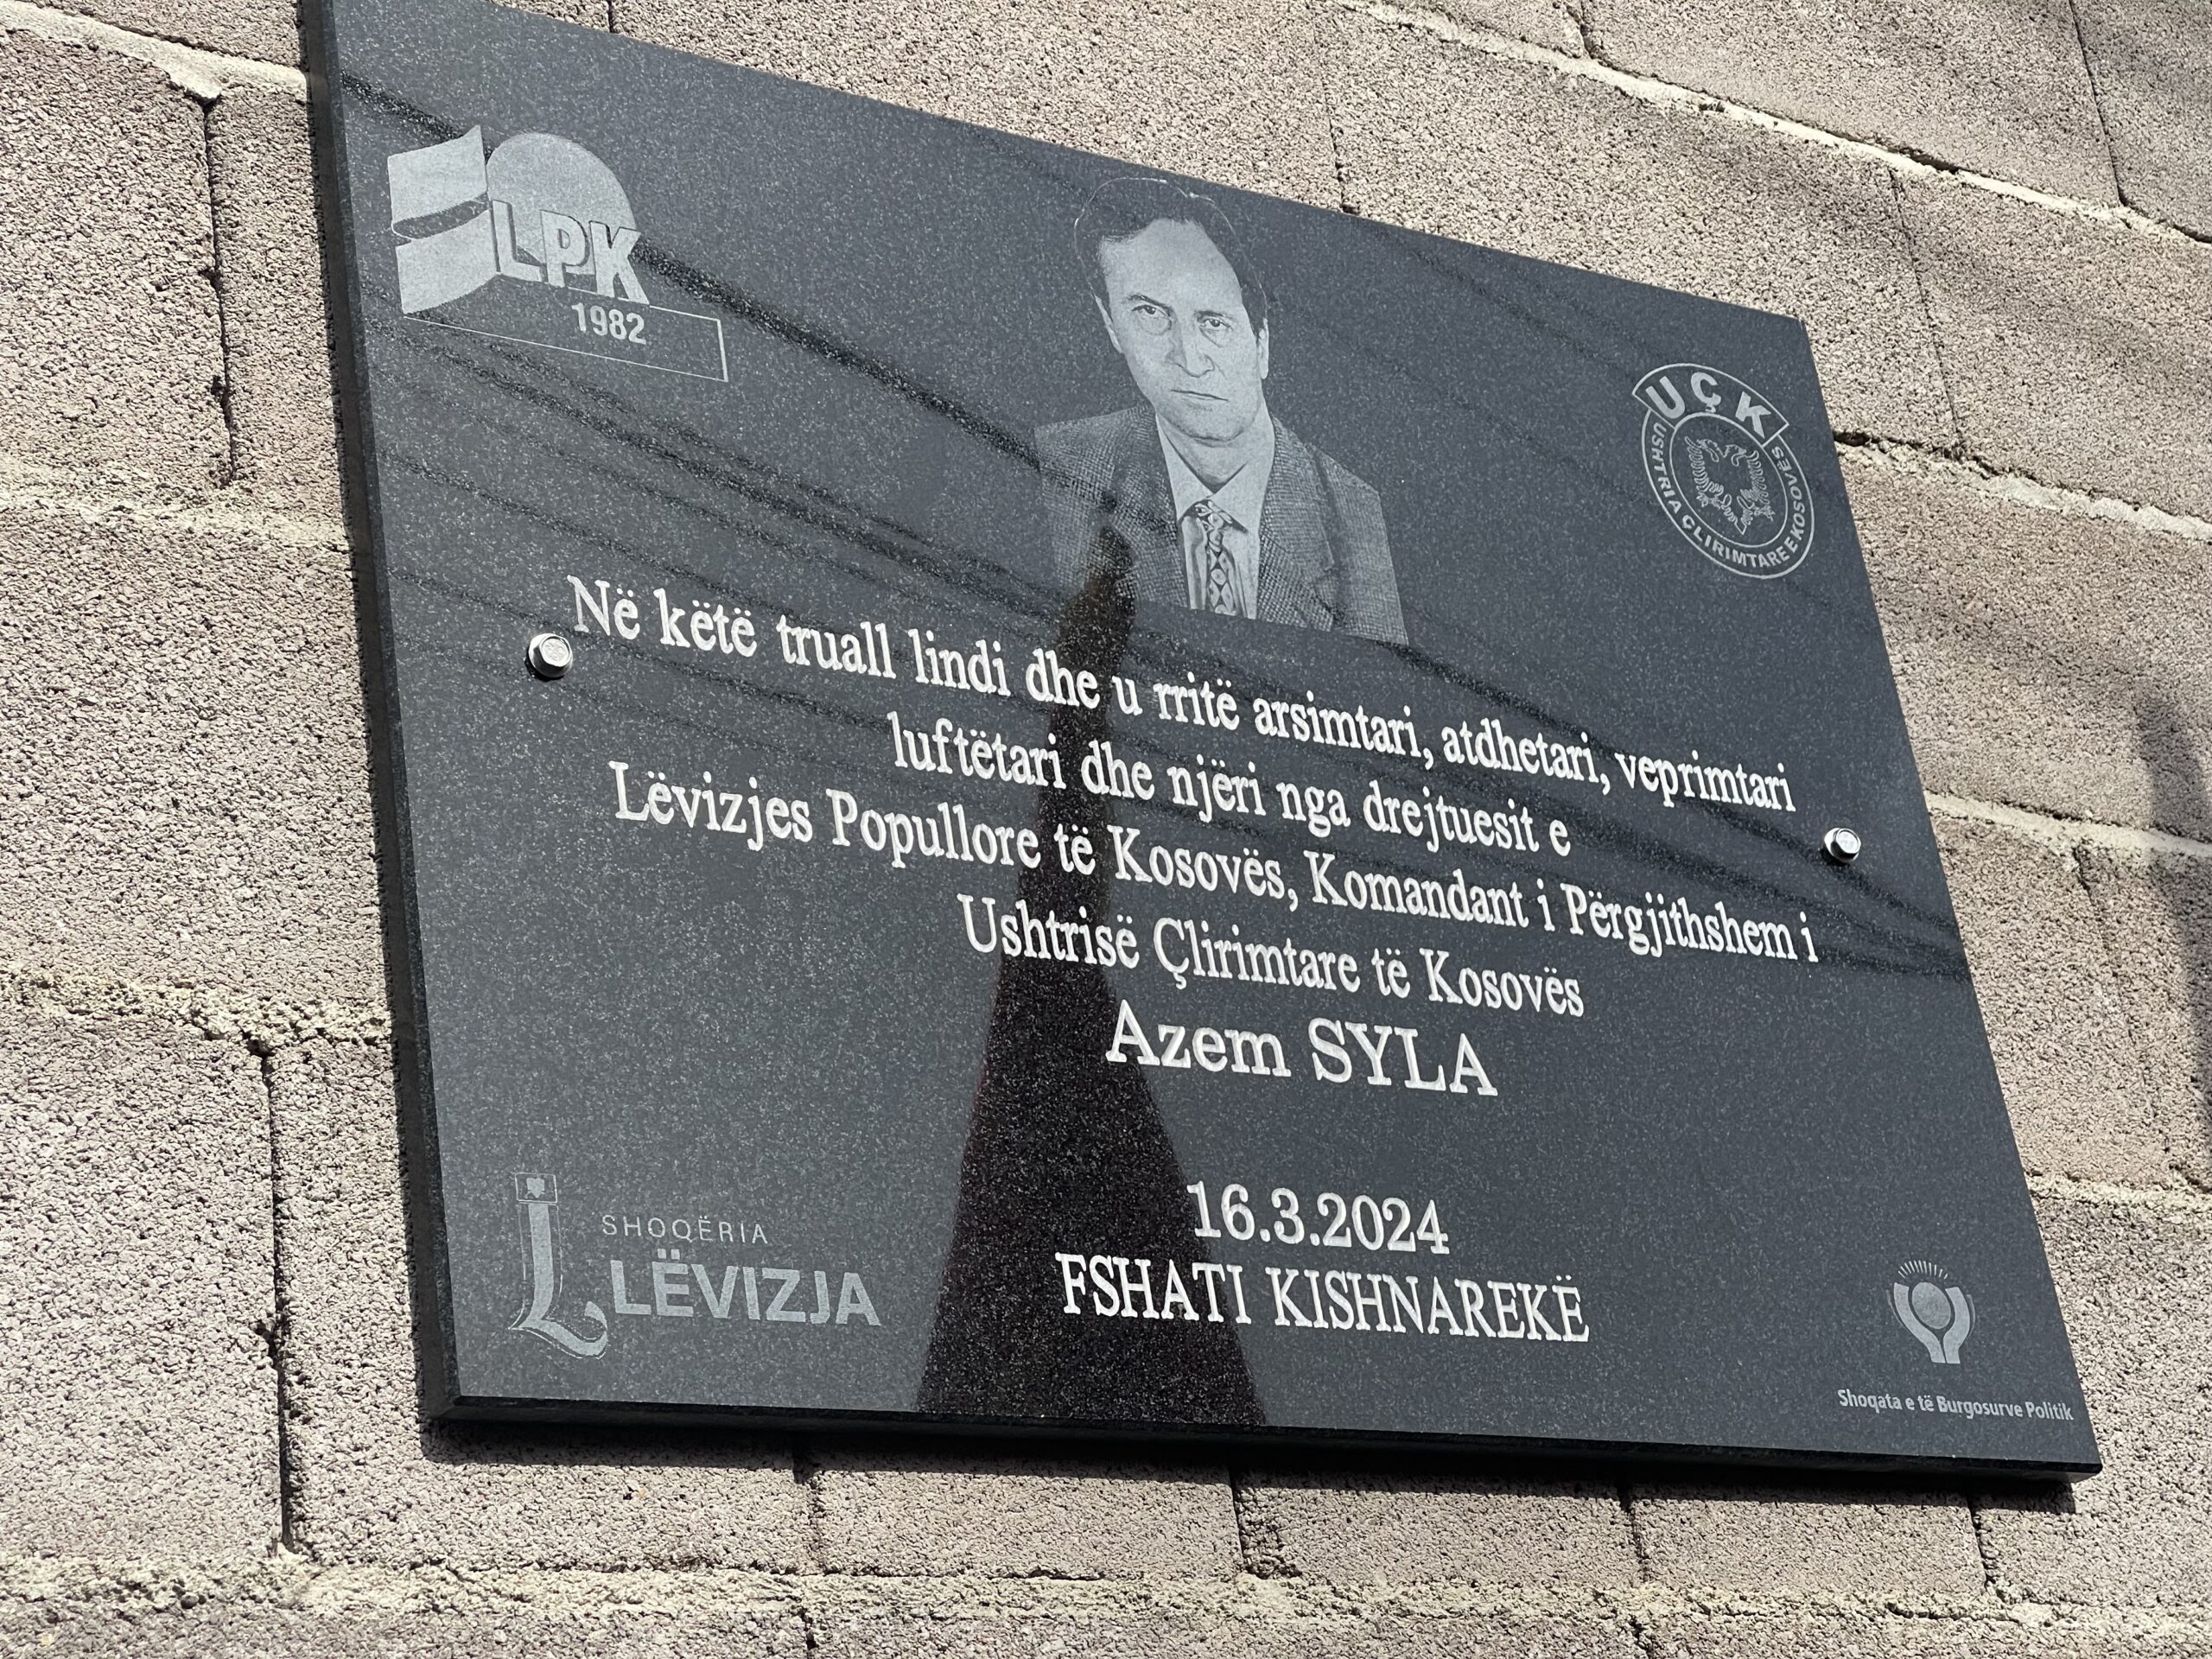 LPK
1982
UÇK
USHTRIA ÇLIRIMTARE E KOSOVËS
Në këtë truall lindi dhe u rritë arsimtari, atdhetari, veprimtari
luftëtari dhe njëri nga drejtuesit e
Lëvizjes Popullore të Kosovës, Komandant i Përgjithshem i
Ushtrisë Çlirimtare të Kosovës
Azem SYLA
16.3.2024
FSHATI KISHNAREKË
SHOQËRIA
LËVIZJA
Shoqata e të Burgosurve Politik